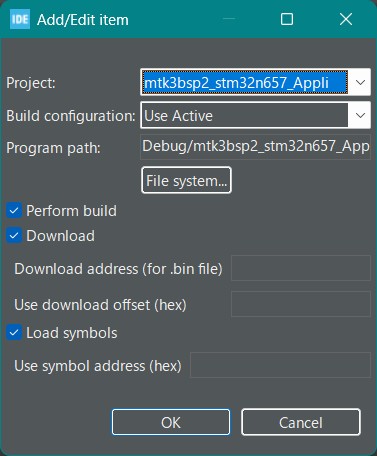 IDE Add/Edit item
Project: mtk3bsp2_stm32n657_Appli
Build configuration: Use Active
Program path: Debug/mtk3bsp2_stm32n657_App
File system...
Perform build
Download
Download address (for .bin file)
Use download offset (hex)
Load symbols
Use symbol address (hex)
OK Cancel